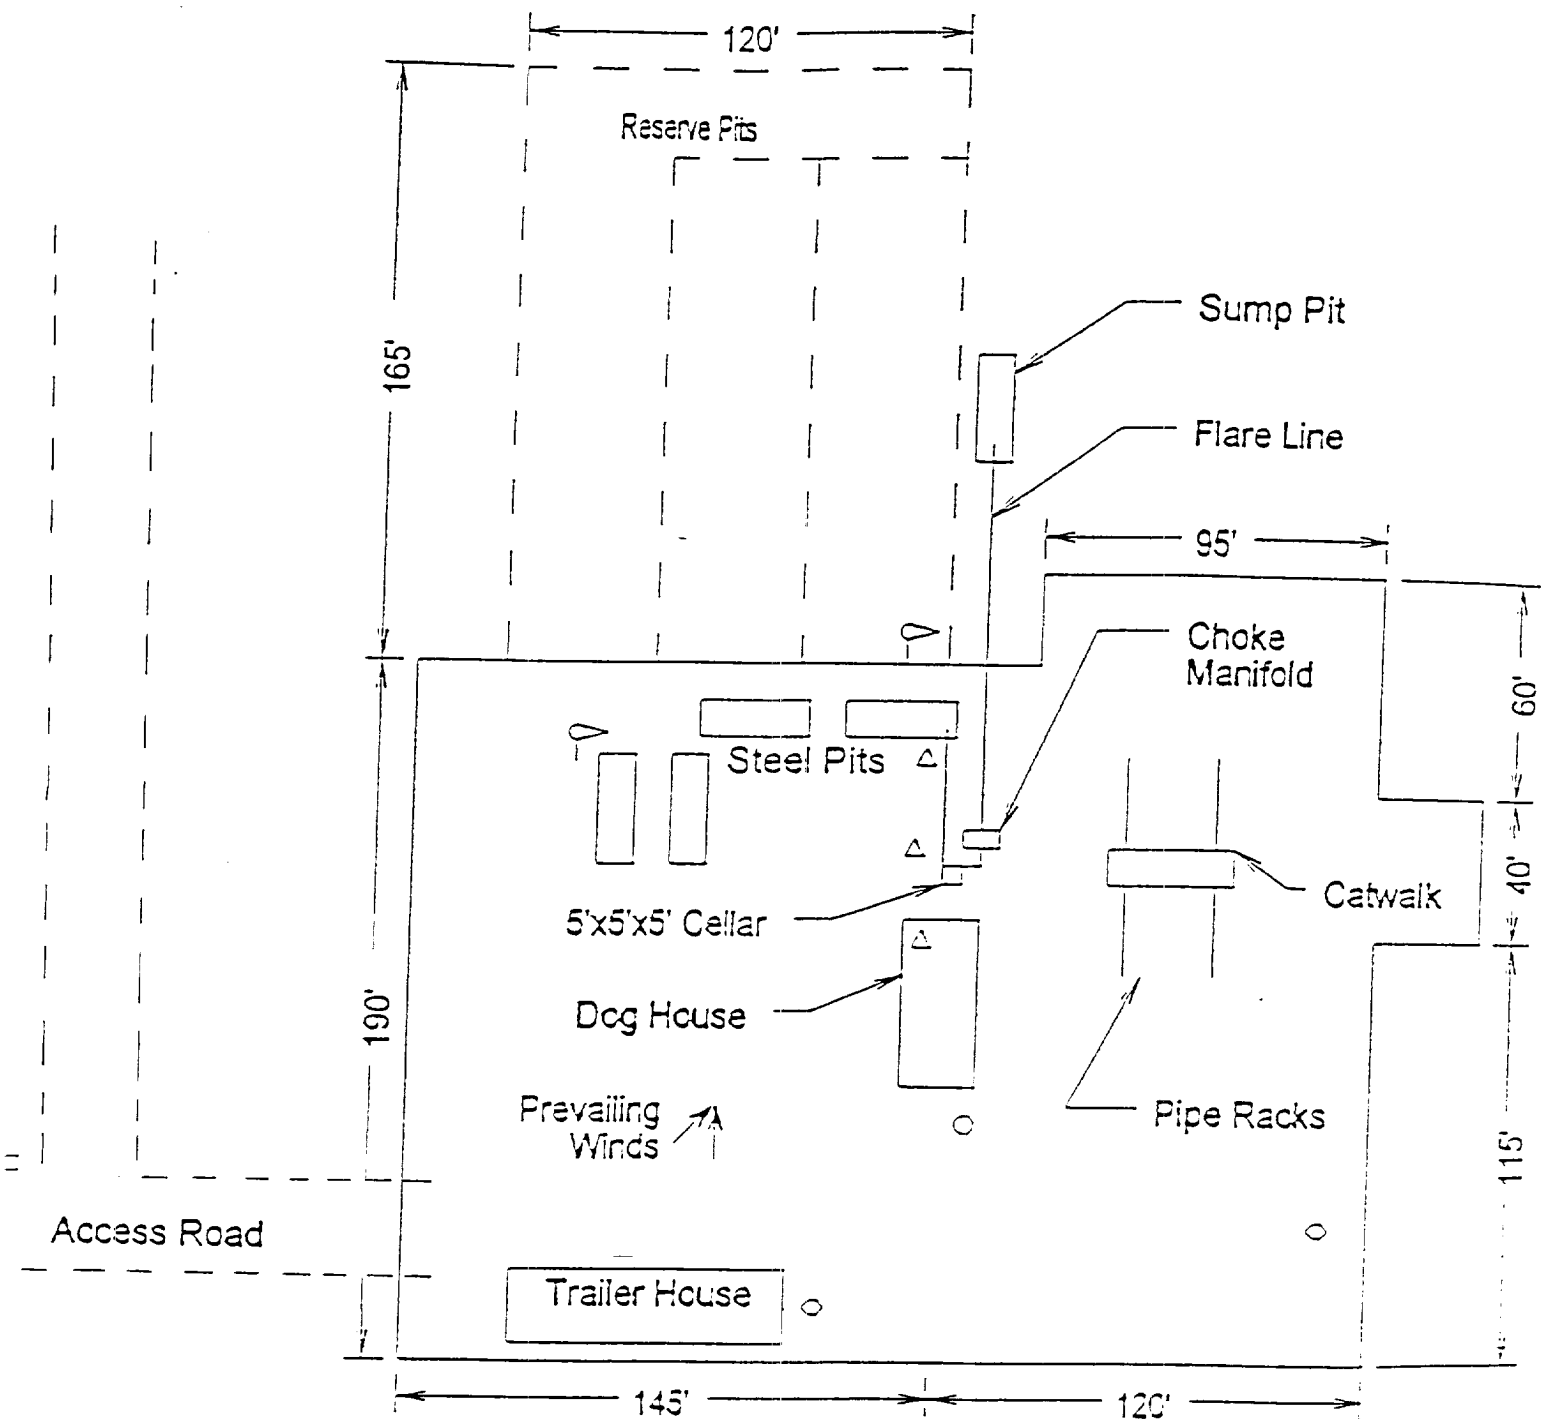 120'
Reserve Pits
Sump Pit
165'
Flare Line
95'
Choke
Manifold
60'
Steel Pits
40'
Catwalk
5'x5'x5' Cellar
190'
Dog House
Prevailing
Winds
Pipe Racks
115'
Access Road
Trailer House
145'
120'